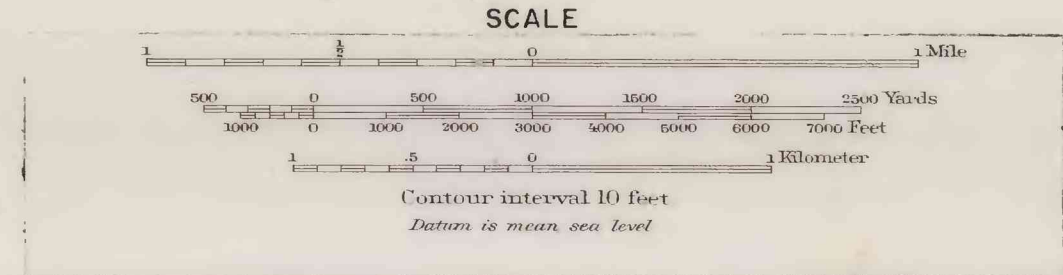 SCALE
1 ½ 0 1 Mile
500 0 500 1000 1500 2000 2500 Yards
1000 0 1000 2000 3000 4000 5000 6000 7000 Feet
1 .5 0 1 Kilometer
Contour interval 10 feet
Datum is mean sea level